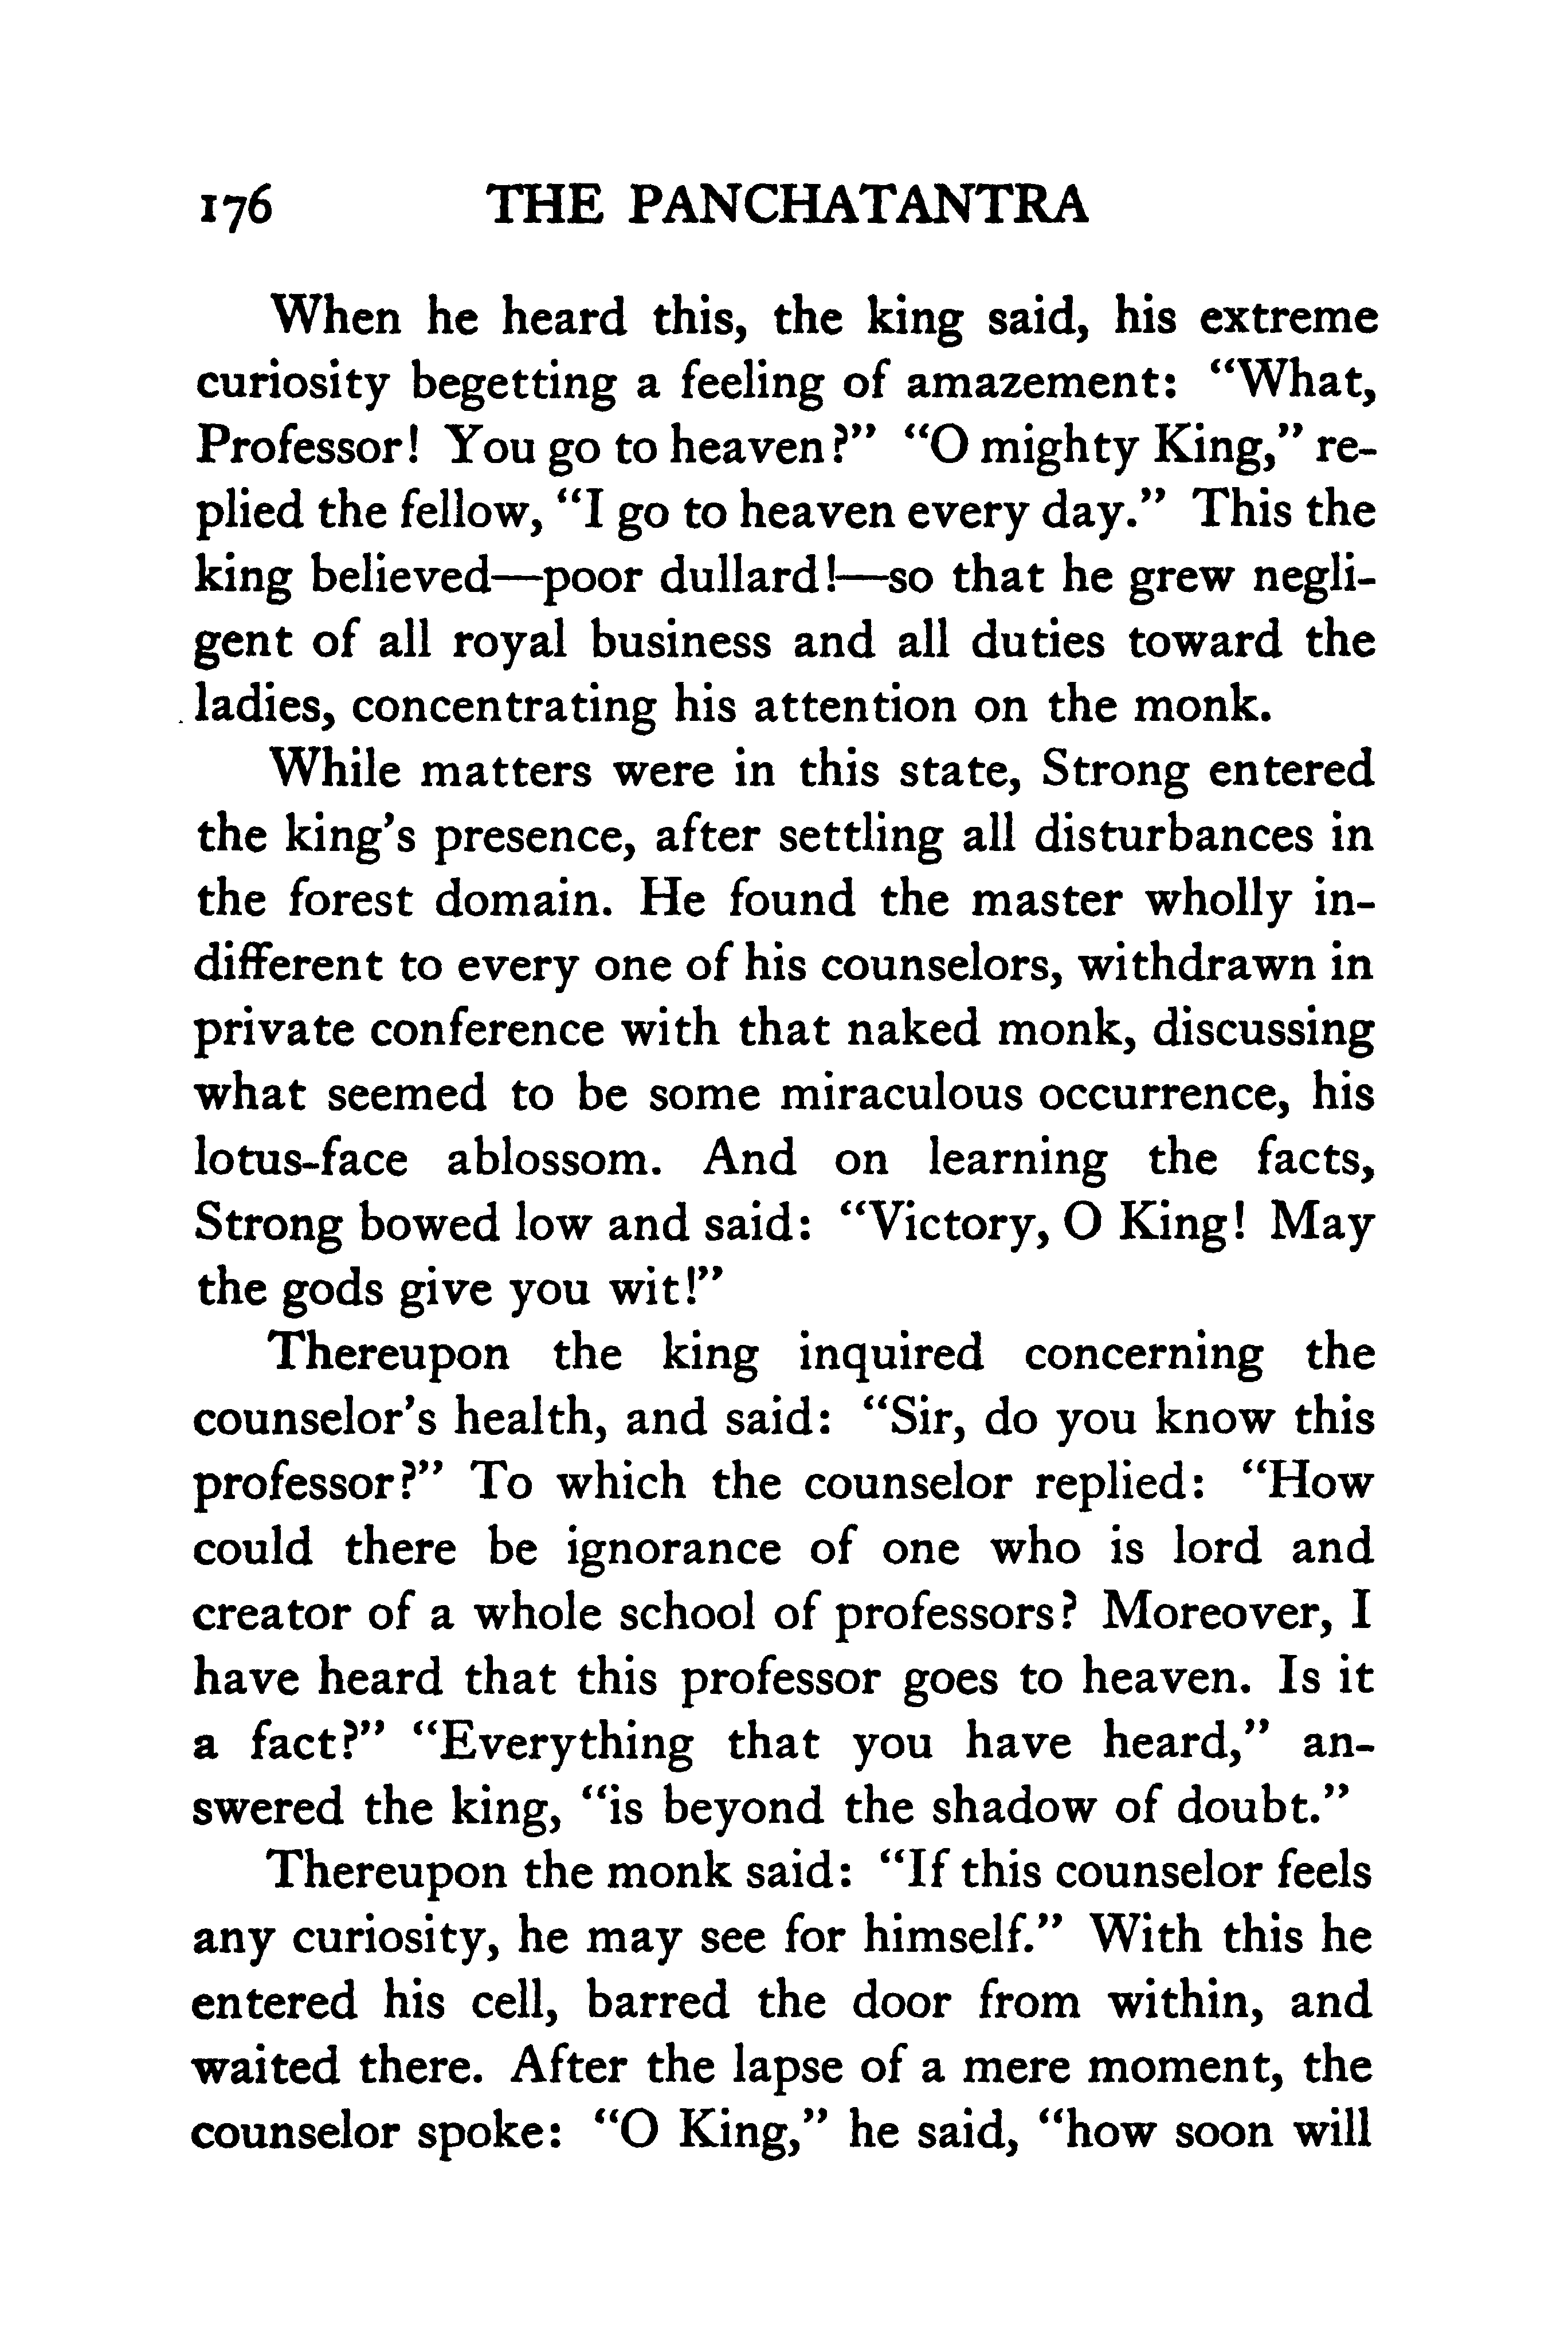 176 THE PANCHATANTRA
When he heard this, the king said, his extreme
curiosity begetting a feeling of amazement: “What,
Professor! You go to heaven?” “O mighty King,” re-
plied the fellow, “I go to heaven every day.” This the
king believed—poor dullard!—so that he grew negli-
gent of all royal business and all duties toward the
ladies, concentrating his attention on the monk.
While matters were in this state, Strong entered
the king’s presence, after settling all disturbances in
the forest domain. He found the master wholly in-
different to every one of his counselors, withdrawn in
private conference with that naked monk, discussing
what seemed to be some miraculous occurrence, his
lotus-face ablossom. And on learning the facts,
Strong bowed low and said: “Victory, O King! May
the gods give you wit!”
Thereupon the king inquired concerning the
counselor’s health, and said: “Sir, do you know this
professor?” To which the counselor replied: “How
could there be ignorance of one who is lord and
creator of a whole school of professors? Moreover, I
have heard that this professor goes to heaven. Is it
a fact?” “Everything that you have heard,” an-
swered the king, “is beyond the shadow of doubt.”
Thereupon the monk said: “If this counselor feels
any curiosity, he may see for himself.” With this he
entered his cell, barred the door from within, and
waited there. After the lapse of a mere moment, the
counselor spoke: “O King,” he said, “how soon will